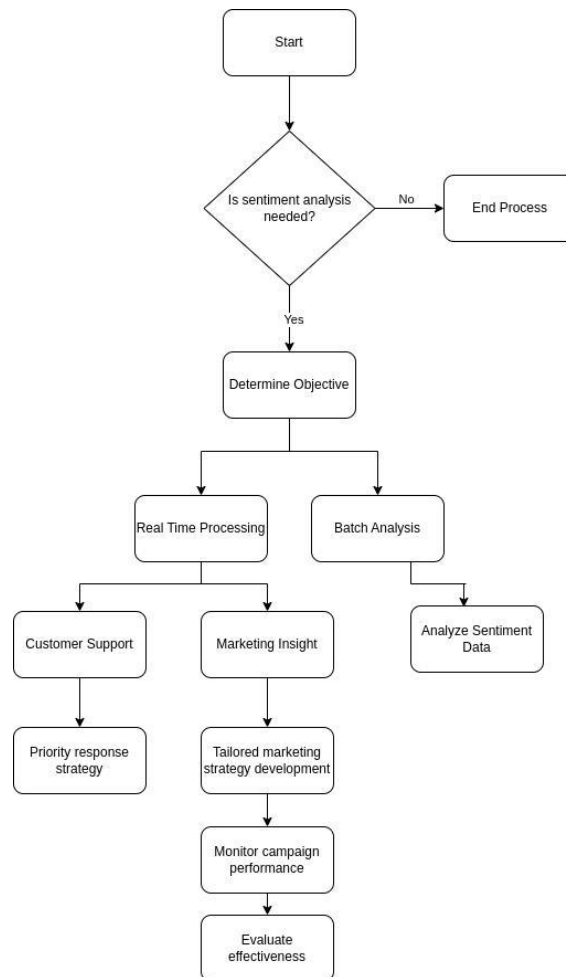 Start
Is sentiment analysis
needed?
No
End Process
Yes
Determine Objective
Real Time Processing
Batch Analysis
Customer Support
Marketing Insight
Analyze Sentiment
Data
Priority response
strategy
Tailored marketing
strategy development
Monitor campaign
performance
Evaluate
effectiveness